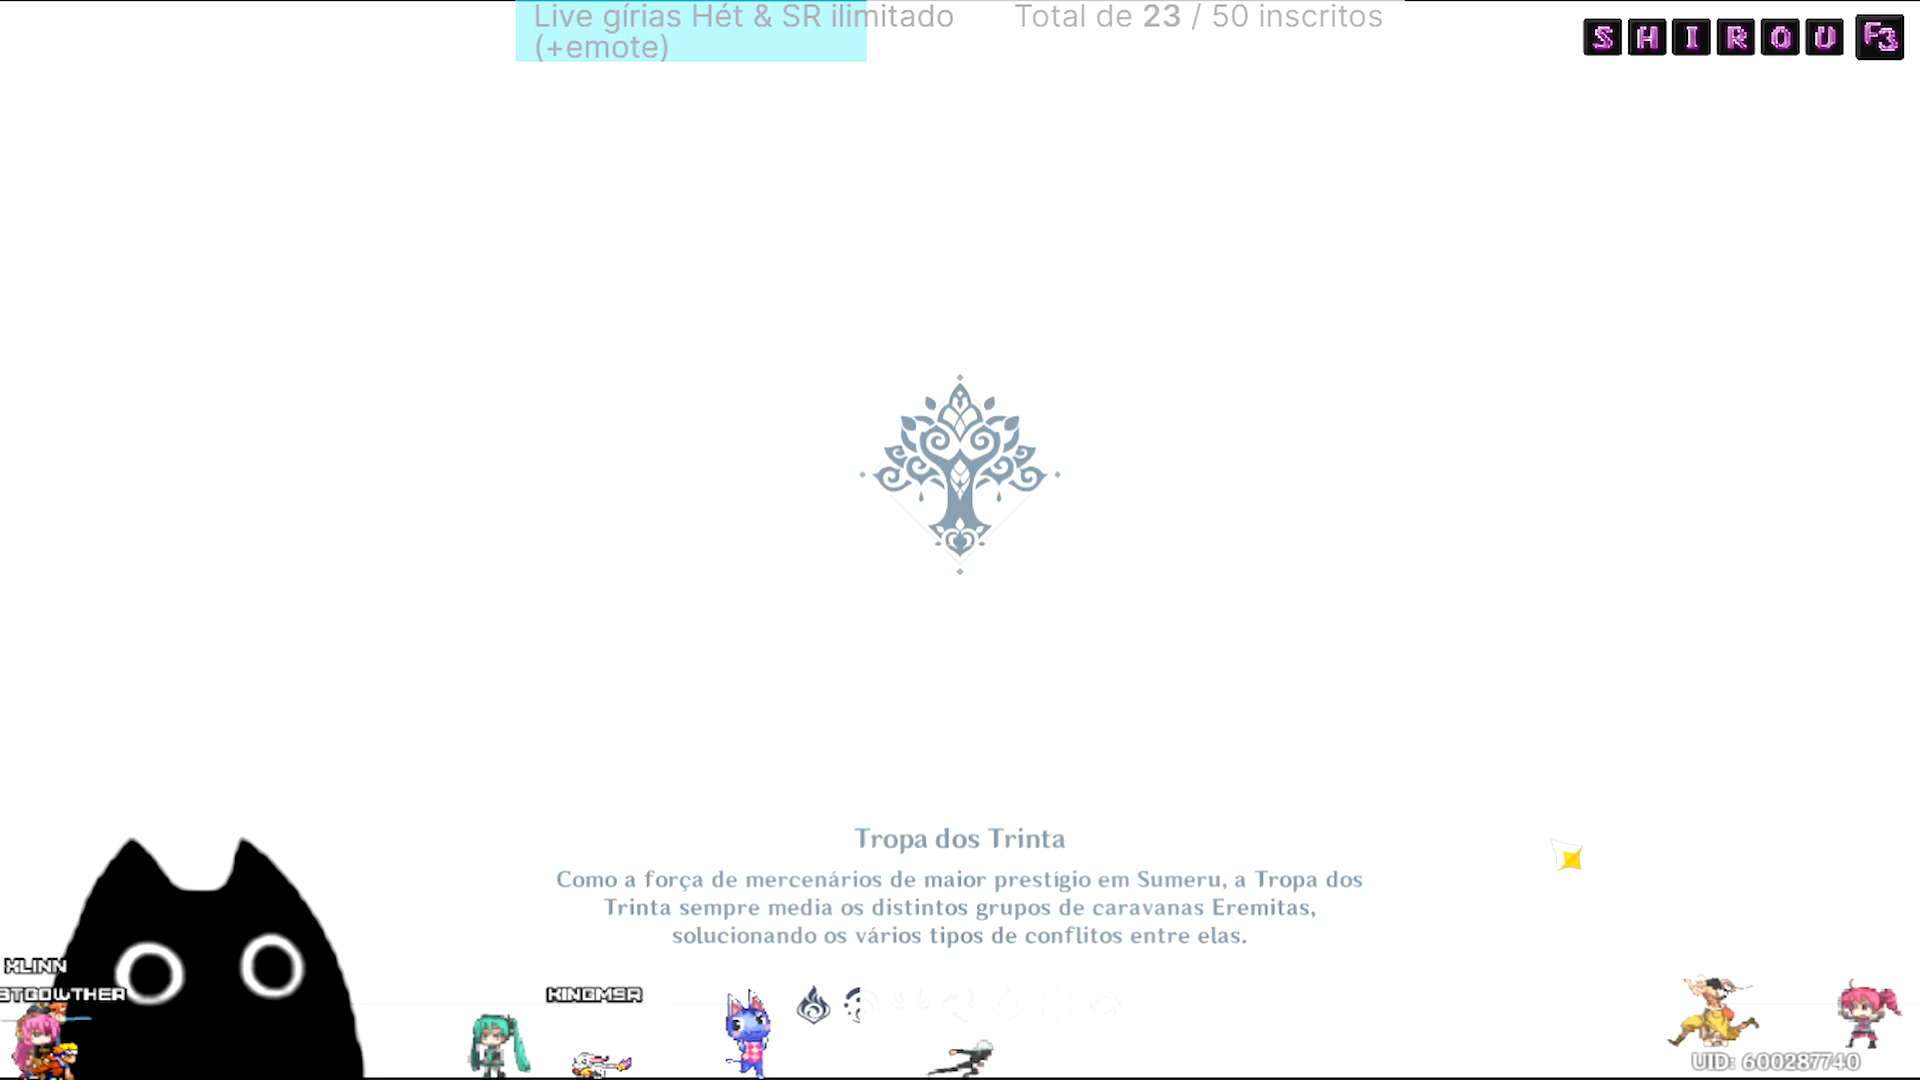 Live gírias Hét & SR ilimitado
(+emote)
Total de 23 / 50 inscritos
SHIROU F3
Tropa dos Trinta
Como a força de mercenários de maior prestígio em Sumeru, a Tropa dos
Trinta sempre media os distintos grupos de caravanas Eremitas,
solucionando os vários tipos de conflitos entre elas.
KLINN
BTGOWTHER
KINGMSR
UID: 600287740